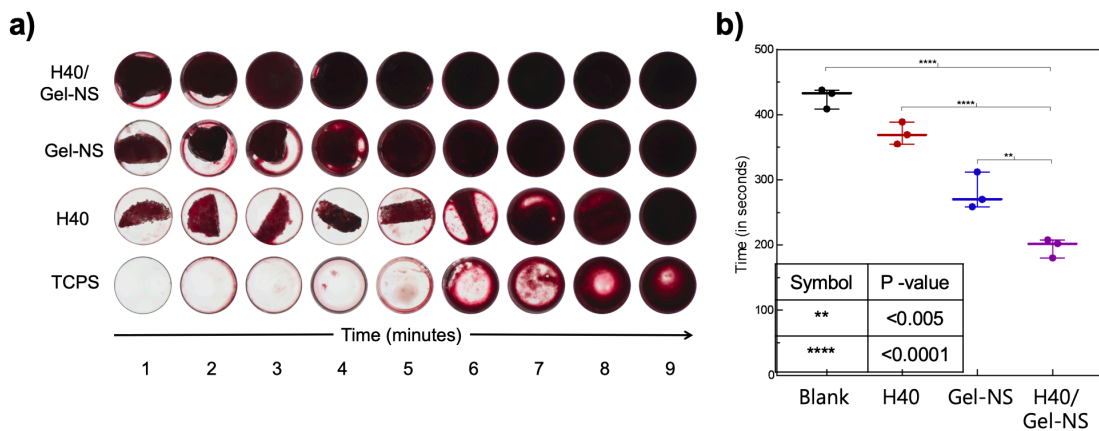 a)
H40/
Gel-NS
Gel-NS
H40
TCPS
Time (minutes)
1 2 3 4 5 6 7 8 9
b)
Time (in seconds)
500
400
300
200
100
0
****
****
**
Symbol P -value
** <0.005
**** <0.0001
Blank H40 Gel-NS H40/
Gel-NS